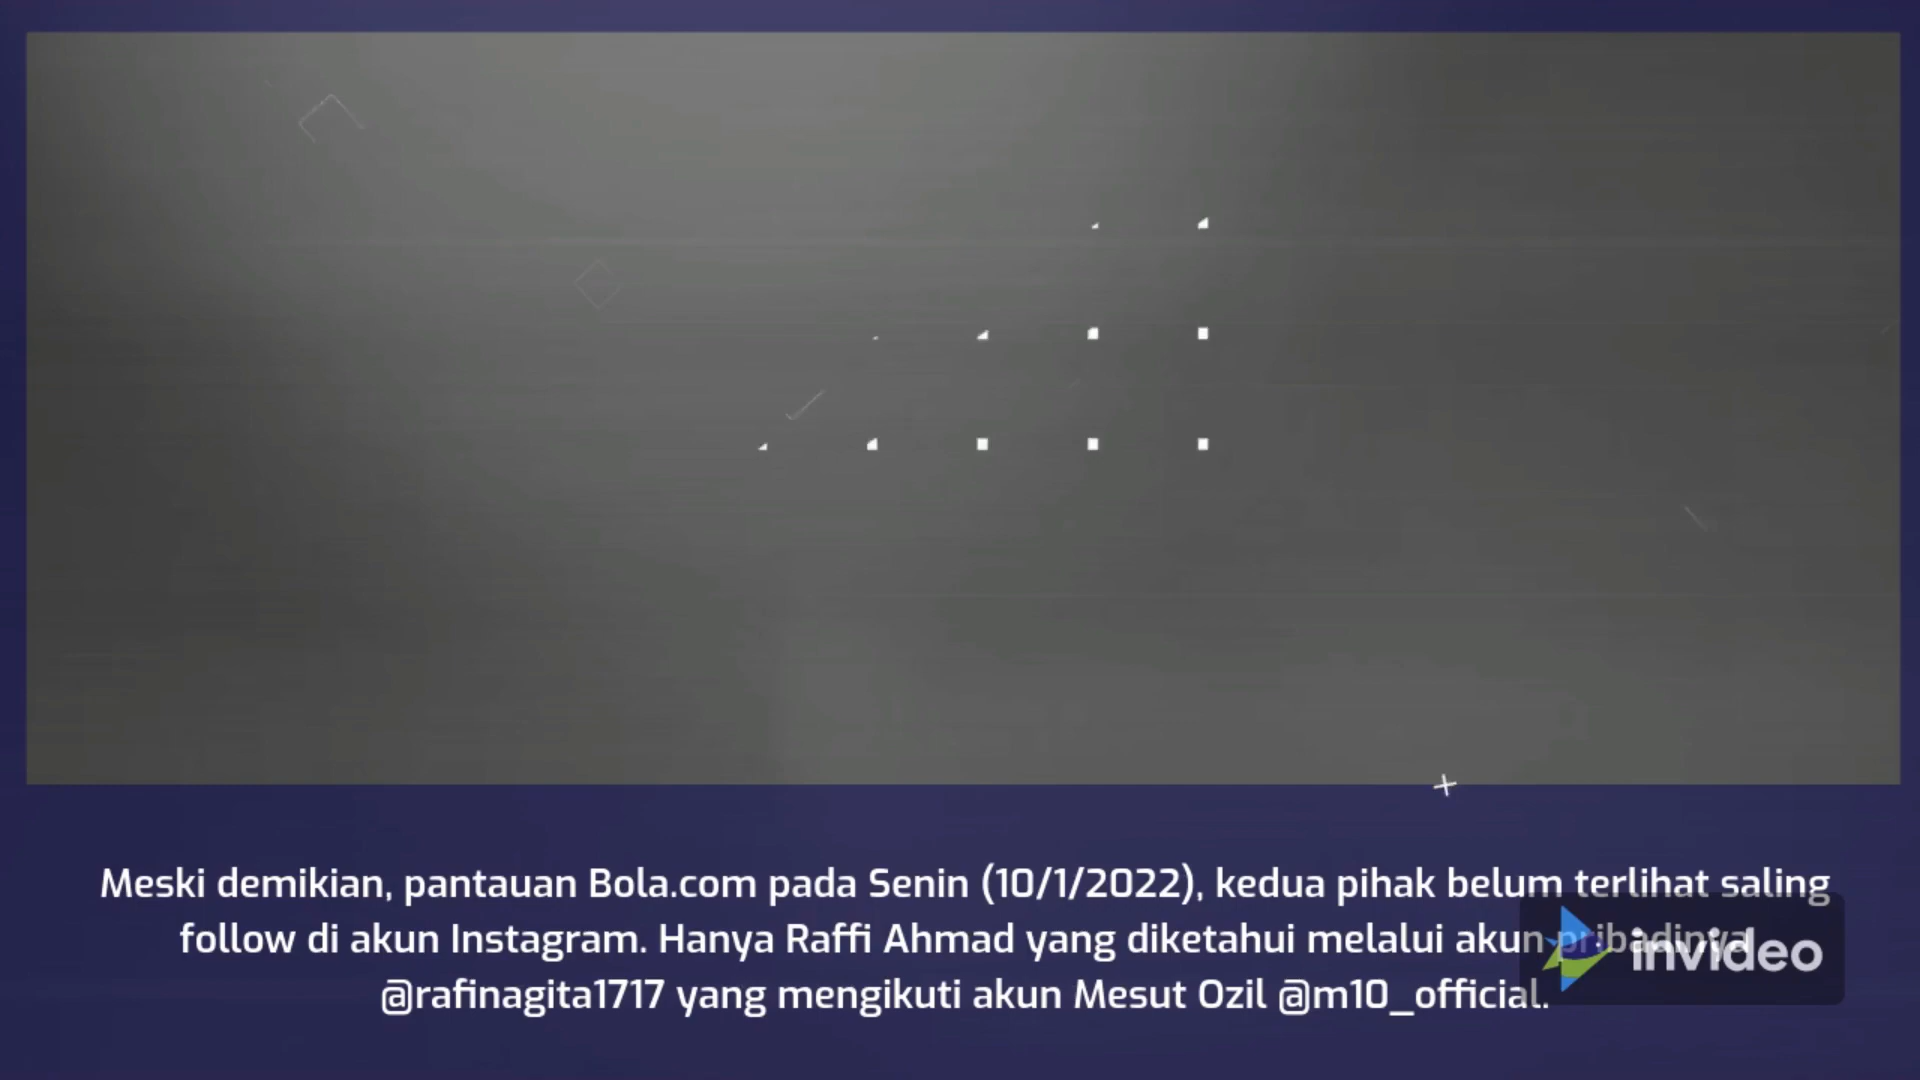 Meski demikian, pantauan Bola.com pada Senin (10/1/2022), kedua pihak belum terlihat saling
follow di akun Instagram. Hanya Raffi Ahmad yang diketahui melalui akun pribadinya
@rafinagita1717 yang mengikuti akun Mesut Ozil @m10_official.
invideo